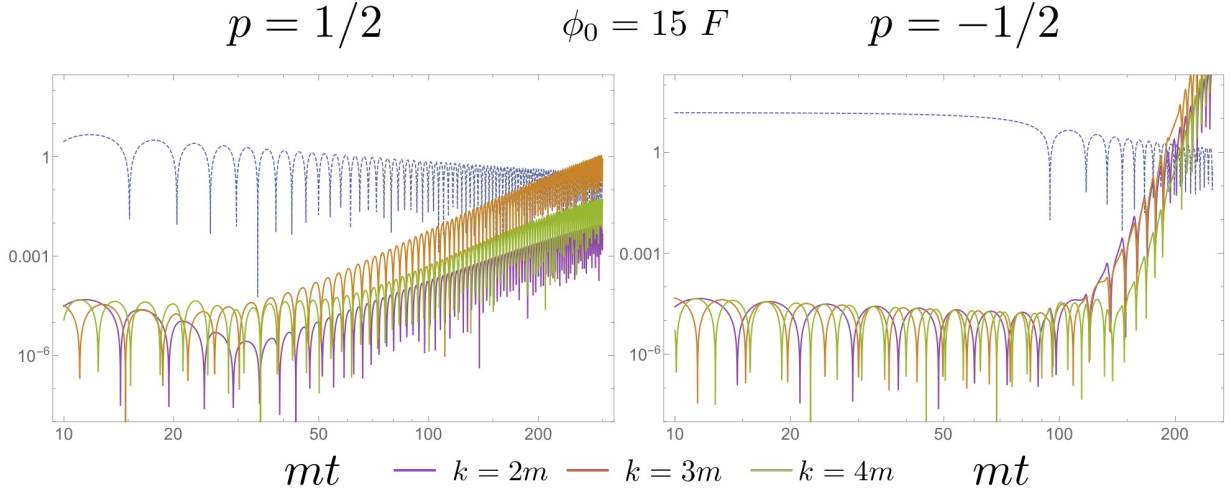 p = 1/2 ϕ₀ = 15 F p = −1/2
1 1
0.001 0.001
10⁻⁶ 10⁻⁶
10 20 50 100 200 10 20 50 100 200
mt k = 2m k = 3m k = 4m mt